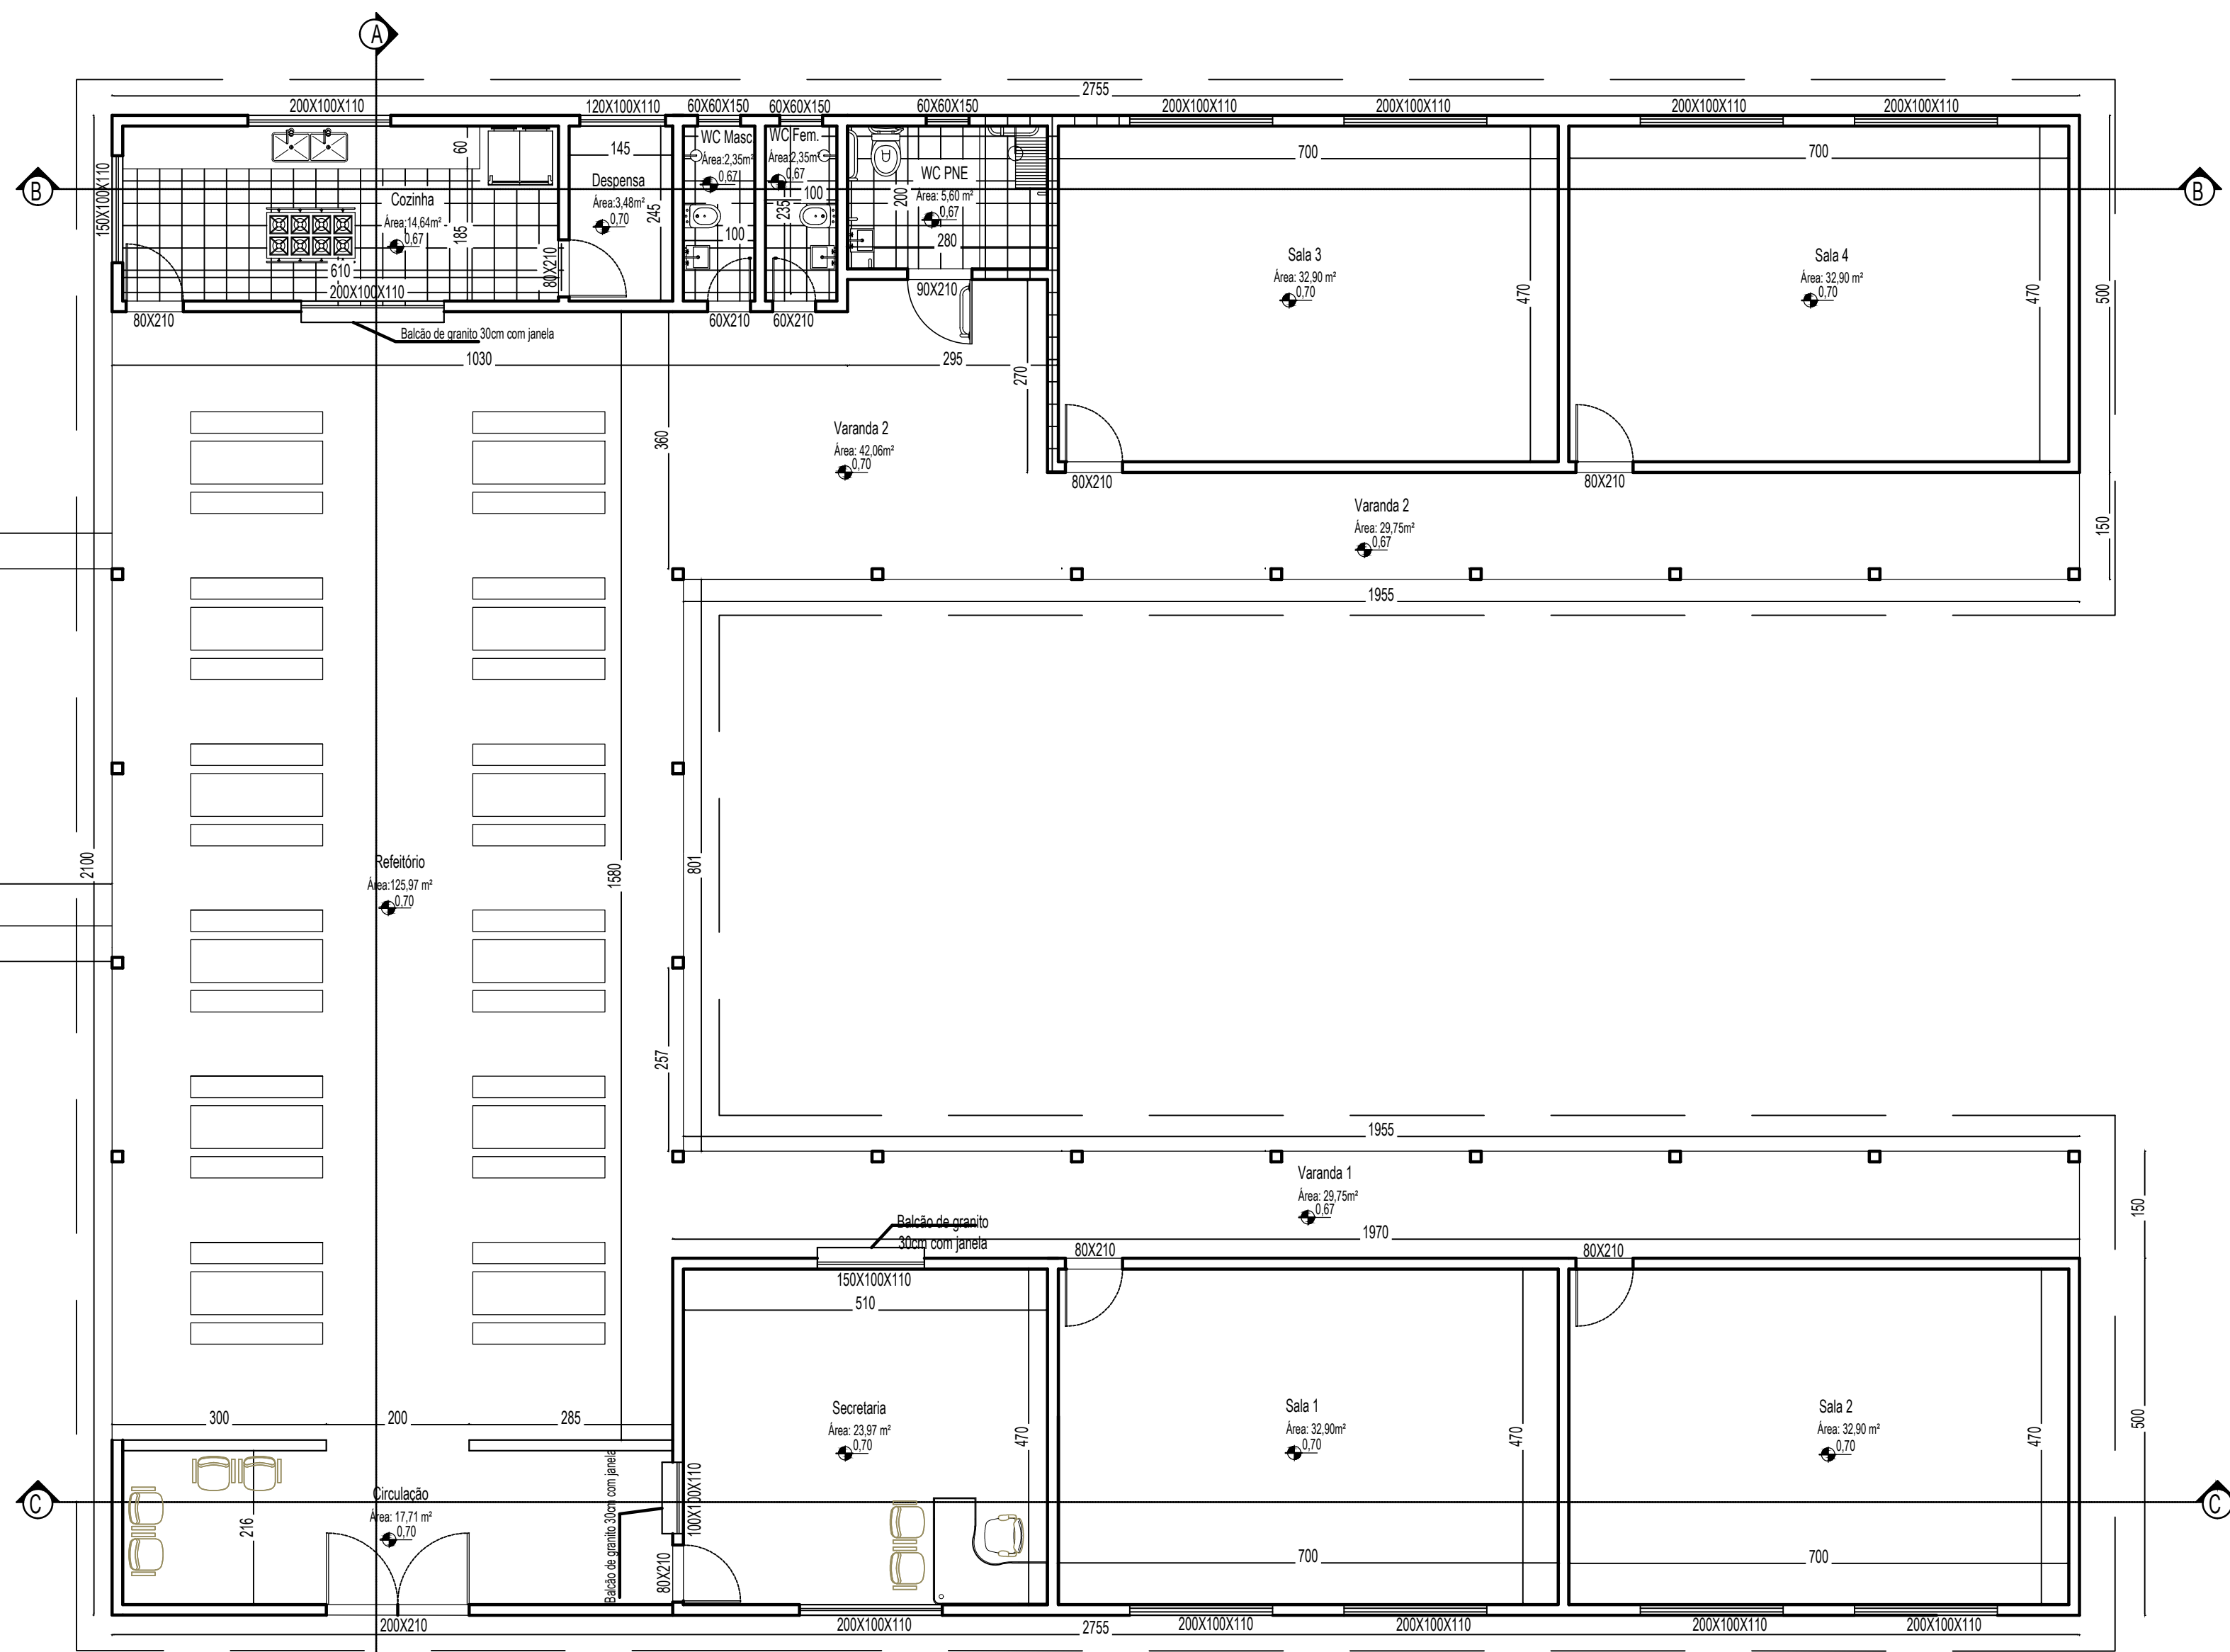 A
2755
200X100X110
120X100X110
60X60X150
60X60X150
60X60X150
200X100X110
200X100X110
200X100X110
200X100X110
B
150X100X110
Cozinha
Área:14,64m²
0,67
60
185
610
200X100X110
80X210
Balcão de granito 30cm com janela
145
Despensa
Área:3,48m²
0,70
245
80X210
WC Masc
Área:2,35m²
0,67
100
60X210
WC Fem.
Área:2,35m²
0,67
100
235
60X210
WC PNE
Área: 5,60 m²
0,67
200
280
90X210
700
Sala 3
Área: 32,90 m²
0,70
470
80X210
700
Sala 4
Área: 32,90 m²
0,70
470
80X210
500
B
1030
295
270
360
Varanda 2
Área: 42,06m²
0,70
Varanda 2
Área: 29,75m²
0,67
150
1955
2100
Refeitório
Área:125,97 m²
0,70
1580
801
257
1955
Varanda 1
Área: 29,75m²
0,67
150
1970
Balcão de granito
30cm com janela
150X100X110
510
80X210
80X210
300
200
285
Secretaria
Área: 23,97 m²
0,70
470
Sala 1
Área: 32,90m²
0,70
470
Sala 2
Área: 32,90 m²
0,70
470
500
C
Circulação
Área: 17,71 m²
0,70
216
Balcão de granito 30cm com janela
100X100X110
80X210
700
700
C
200X210
200X100X110
2755
200X100X110
200X100X110
200X100X110
200X100X110